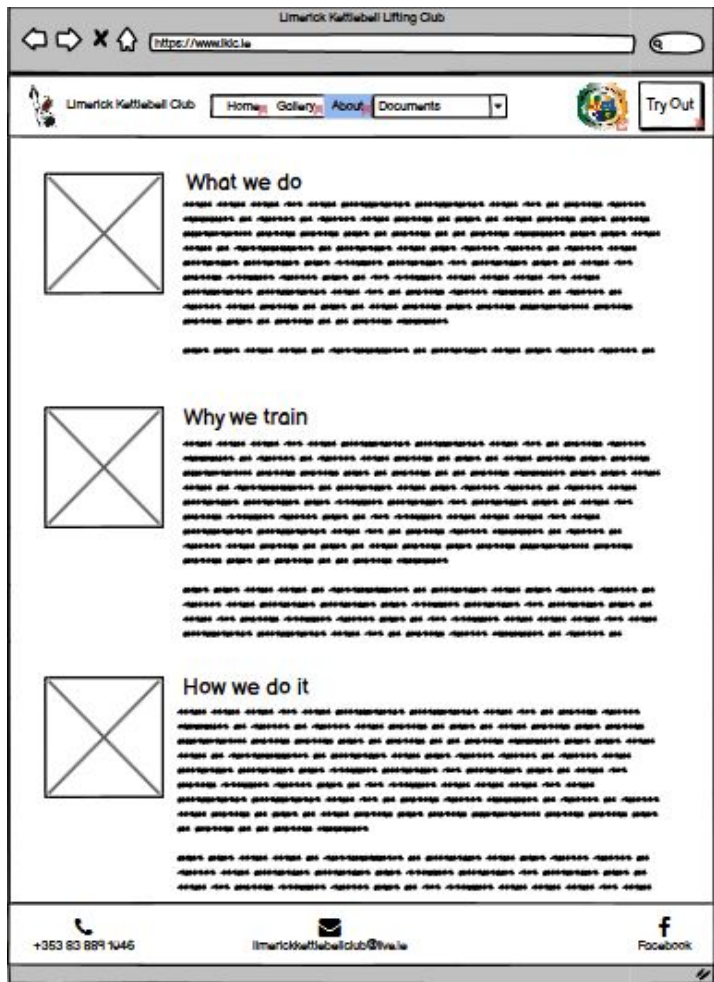 Limerick Kettlebell Lifting Club
https://www.lklc.ie
Limerick Kettlebell Club
Home Gallery About Documents
Try Out
What we do
Why we train
How we do it
+353 83 889 1046
limerickkettlebellclub@live.ie
Facebook